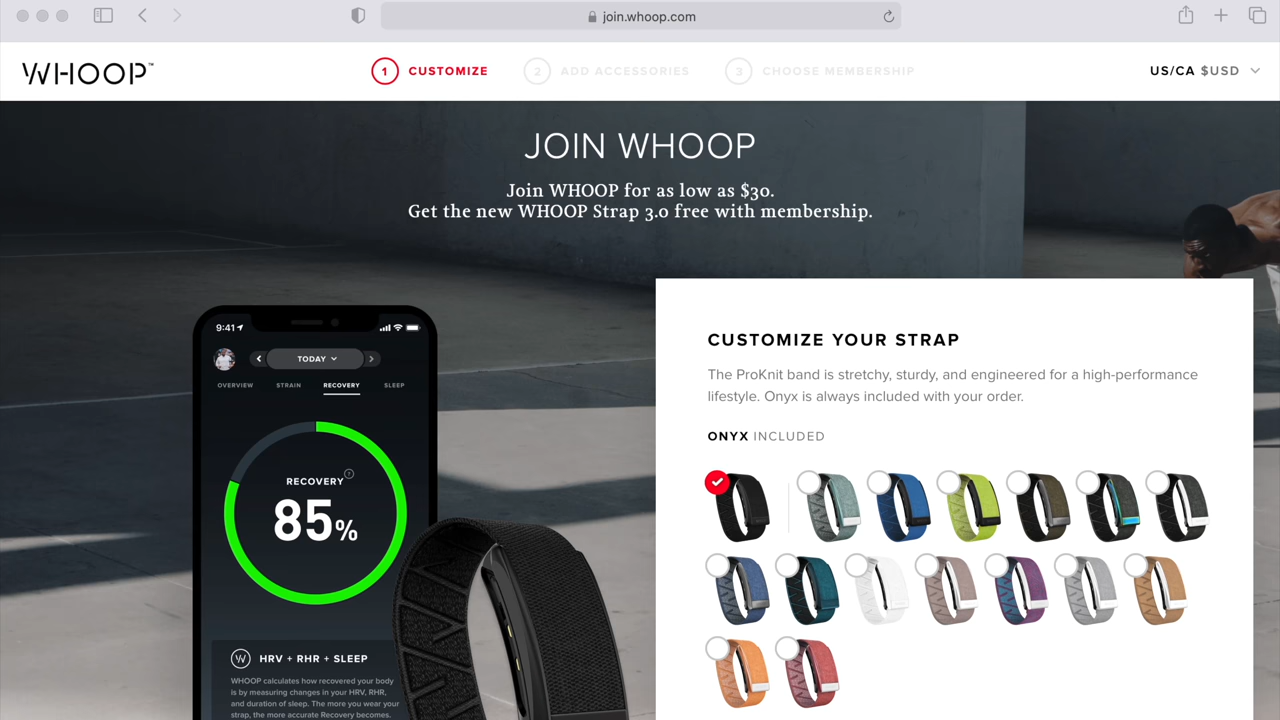 join.whoop.com
WHOOP™
1 CUSTOMIZE
2 ADD ACCESSORIES
3 CHOOSE MEMBERSHIP
US/CA $USD
JOIN WHOOP
Join WHOOP for as low as $30.
Get the new WHOOP Strap 3.0 free with membership.
9:41
TODAY
OVERVIEW STRAIN RECOVERY SLEEP
RECOVERY ?
85%
W HRV + RHR + SLEEP
WHOOP calculates how recovered your body
is by measuring changes in your HRV, RHR,
and duration of sleep. The more you wear your
strap, the more accurate Recovery becomes.
CUSTOMIZE YOUR STRAP
The ProKnit band is stretchy, sturdy, and engineered for a high-performance
lifestyle. Onyx is always included with your order.
ONYX INCLUDED